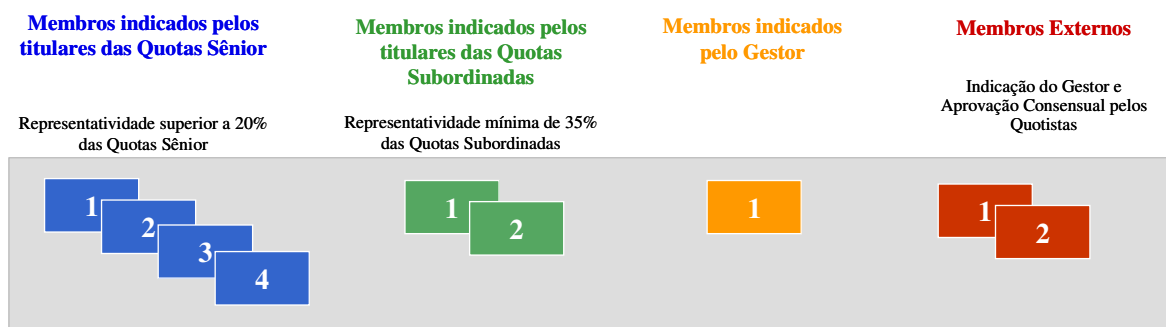 Membros indicados pelos
titulares das Quotas Sênior
Representatividade superior a 20%
das Quotas Sênior
Membros indicados pelos
titulares das Quotas
Subordinadas
Representatividade mínima de 35%
das Quotas Subordinadas
Membros indicados
pelo Gestor
Membros Externos
Indicação do Gestor e
Aprovação Consensual pelos
Quotistas
1
2
3
4
1
2
1
1
2